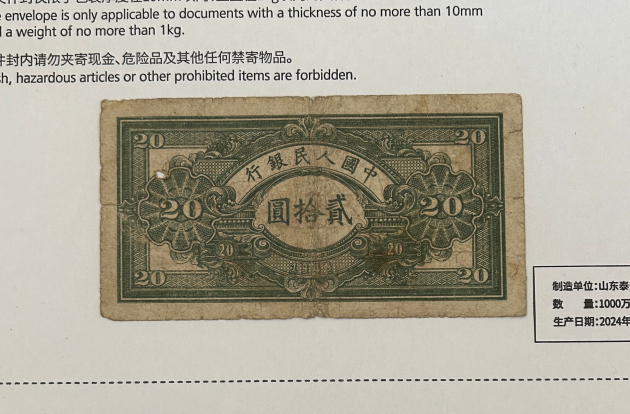 envelope is only applicable to documents with a thickness of no more than 10mm
a weight of no more than 1kg.
件封内请勿夹寄现金、危险品及其他任何禁寄物品。
hazardous articles or other prohibited items are forbidden.
20 20
中國人民銀行
20 貳拾圓 20
20 20
20 20
制造单位:山东泰
数 量:1000万
生产日期:2024年